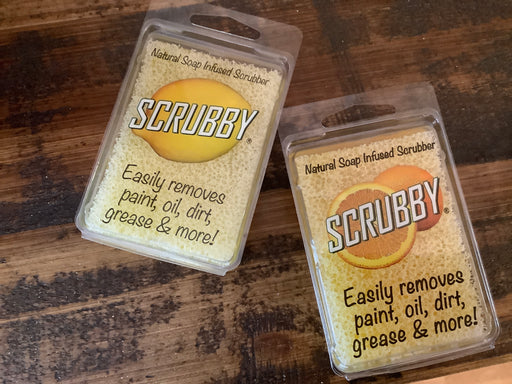 Natural Soap Infused Scrubber
SCRUBBY®
Easily removes
paint, oil, dirt,
grease & more!
Natural Soap Infused Scrubber
SCRUBBY®
Easily removes
paint, oil, dirt,
grease & more!